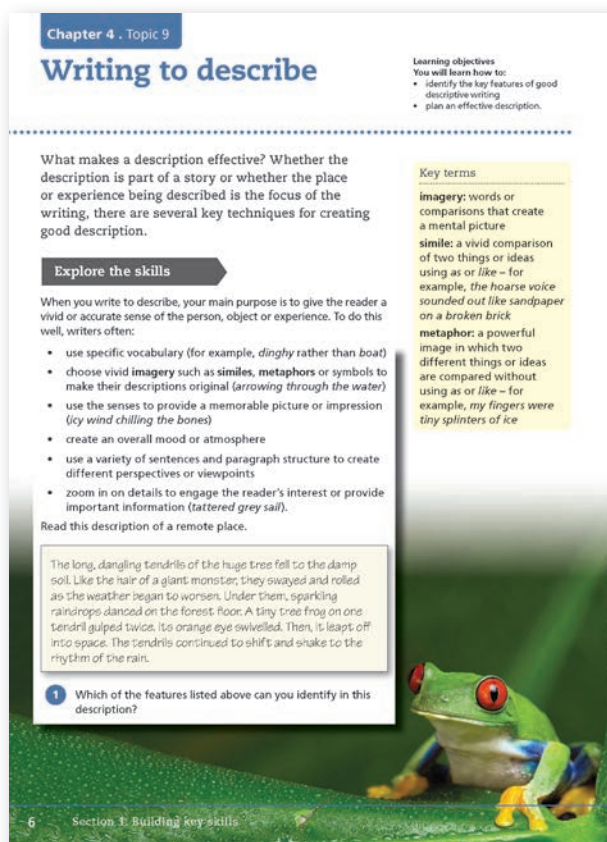 Chapter 4 . Topic 9
Writing to describe
Learning objectives
You will learn how to:
• identify the key features of good
descriptive writing
• plan an effective description.
What makes a description effective? Whether the
description is part of a story or whether the place
or experience being described is the focus of the
writing, there are several key techniques for creating
good description.
Explore the skills
When you write to describe, your main purpose is to give the reader a
vivid or accurate sense of the person, object or experience. To do this
well, writers often:
• use specific vocabulary (for example, dinghy rather than boat)
• choose vivid imagery such as similes, metaphors or symbols to
make their descriptions original (arrowing through the water)
• use the senses to provide a memorable picture or impression
(icy wind chilling the bones)
• create an overall mood or atmosphere
• use a variety of sentences and paragraph structure to create
different perspectives or viewpoints
• zoom in on details to engage the reader's interest or provide
important information (tattered grey sail).
Read this description of a remote place.
The long, dangling tendrils of the huge tree fell to the damp
soil. Like the hair of a giant monster, they swayed and rolled
as the weather began to worsen. Under them, sparkling
raindrops danced on the forest floor. A tiny tree frog on one
tendril gulped twice. Its orange eye swivelled. Then, it leapt off
into space. The tendrils continued to shift and shake to the
rhythm of the rain.
1 Which of the features listed above can you identify in this
description?
Key terms
imagery: words or
comparisons that create
a mental picture
simile: a vivid comparison
of two things or ideas
using as or like – for
example, the hoarse voice
sounded out like sandpaper
on a broken brick
metaphor: a powerful
image in which two
different things or ideas
are compared without
using as or like – for
example, my fingers were
tiny splinters of ice
6 Section 1: Building key skills